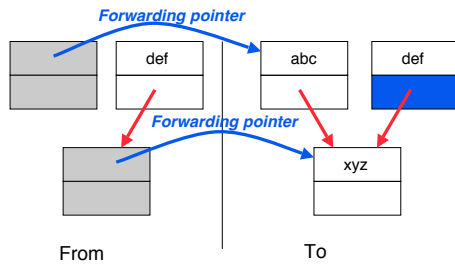 Forwarding pointer
def
abc
def
Forwarding pointer
xyz
From
To